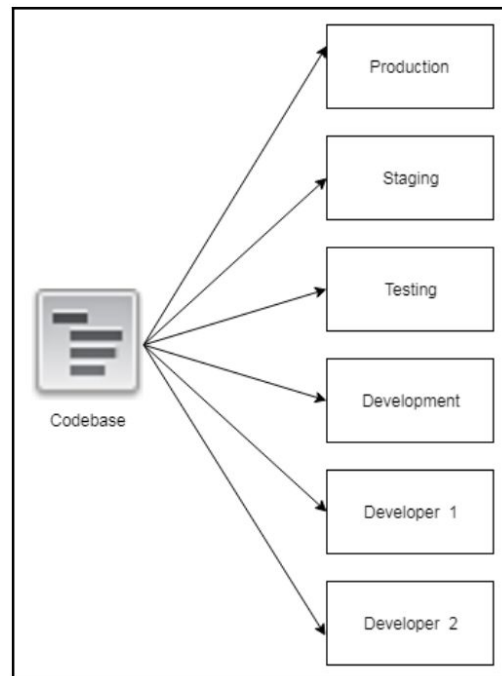 Production
Staging
Testing
Codebase
Development
Developer 1
Developer 2